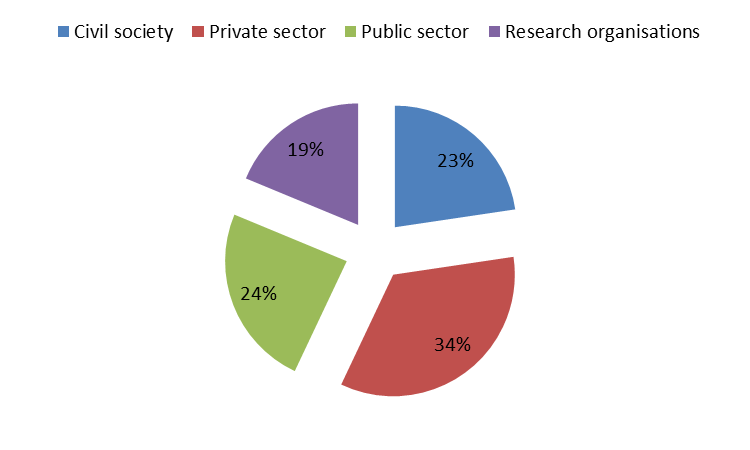 Civil society Private sector Public sector Research organisations
19%
23%
24%
34%